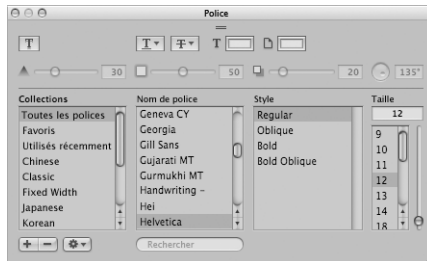 Police
T T T T
30 50 20 135°
Collections Nom de police Style Taille
Toutes les polices Geneva CY Regular 12
Favoris Georgia Oblique 9
Utilisés récemment Gill Sans Bold 10
Chinese Gujarati MT Bold Oblique 11
Classic Gurmukhi MT 12
Fixed Width Handwriting – 13
Japanese Hei 14
Korean Helvetica 18
Rechercher